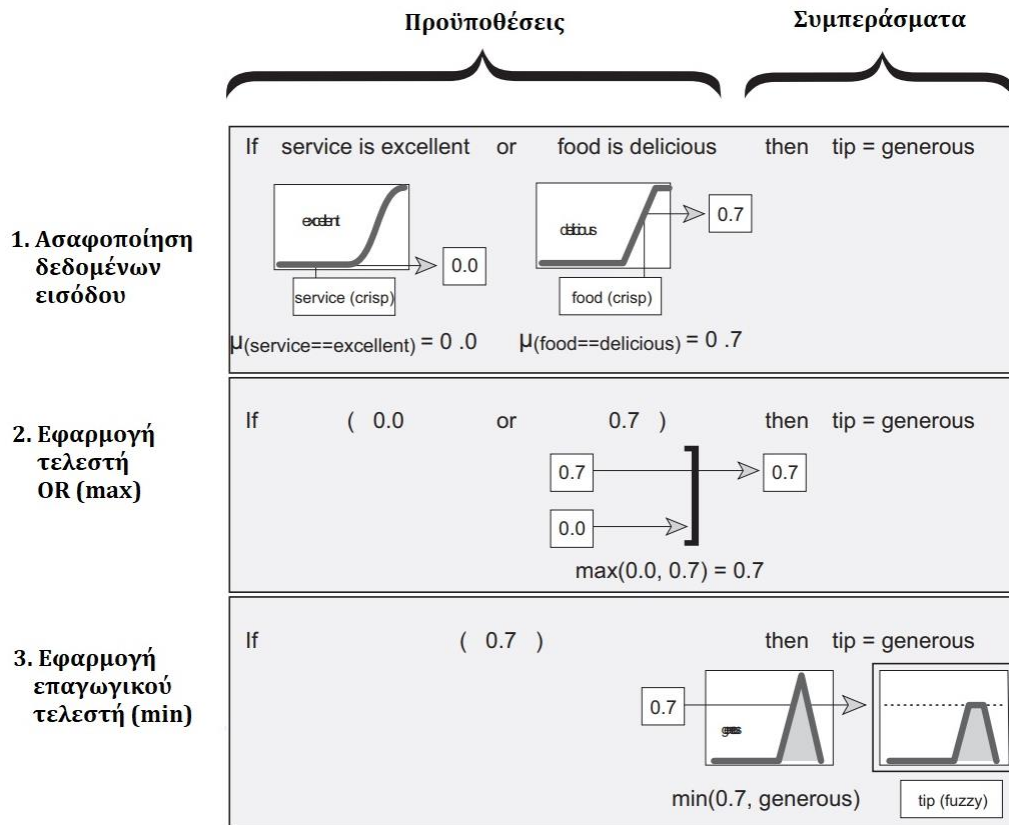 Προϋποθέσεις
Συμπεράσματα
If service is excellent or food is delicious then tip = generous
1. Ασαφοποίηση
δεδομένων
εισόδου
excellent
0.0
service (crisp)
delicious
0.7
food (crisp)
μ(service==excellent) = 0 .0
μ(food==delicious) = 0 .7
2. Εφαρμογή
τελεστή
OR (max)
If ( 0.0 or 0.7 ) then tip = generous
0.7
0.7
0.0
max(0.0, 0.7) = 0.7
3. Εφαρμογή
επαγωγικού
τελεστή (min)
If ( 0.7 ) then tip = generous
0.7
min(0.7, generous)
tip (fuzzy)